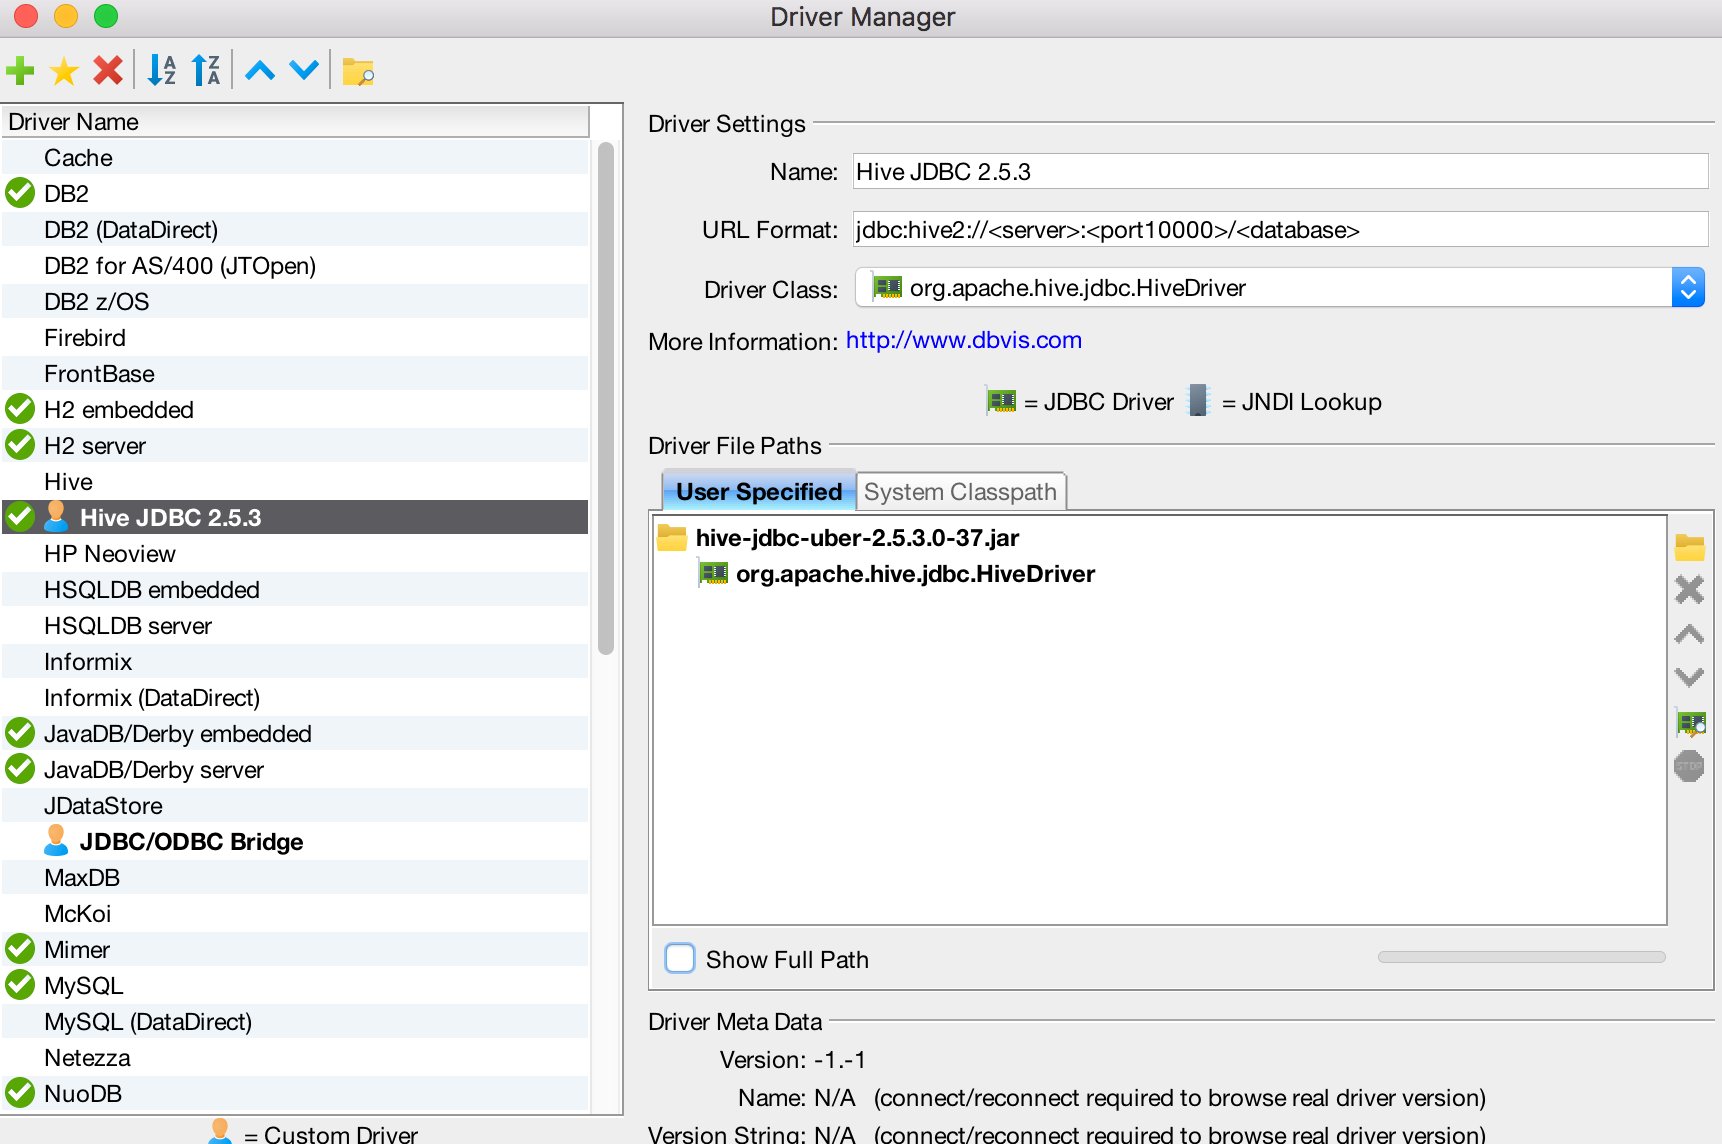 Driver Manager
Driver Name
Cache
DB2
DB2 (DataDirect)
DB2 for AS/400 (JTOpen)
DB2 z/OS
Firebird
FrontBase
H2 embedded
H2 server
Hive
Hive JDBC 2.5.3
HP Neoview
HSQLDB embedded
HSQLDB server
Informix
Informix (DataDirect)
JavaDB/Derby embedded
JavaDB/Derby server
JDataStore
JDBC/ODBC Bridge
MaxDB
McKoi
Mimer
MySQL
MySQL (DataDirect)
Netezza
NuoDB
= Custom Driver
Driver Settings
Name: Hive JDBC 2.5.3
URL Format: jdbc:hive2://<server>:<port10000>/<database>
Driver Class: org.apache.hive.jdbc.HiveDriver
More Information: http://www.dbvis.com
= JDBC Driver = JNDI Lookup
Driver File Paths
User Specified System Classpath
hive-jdbc-uber-2.5.3.0-37.jar
org.apache.hive.jdbc.HiveDriver
STOP
Show Full Path
Driver Meta Data
Version: -1.-1
Name: N/A (connect/reconnect required to browse real driver version)
Version String: N/A (connect/reconnect required to browse real driver version)